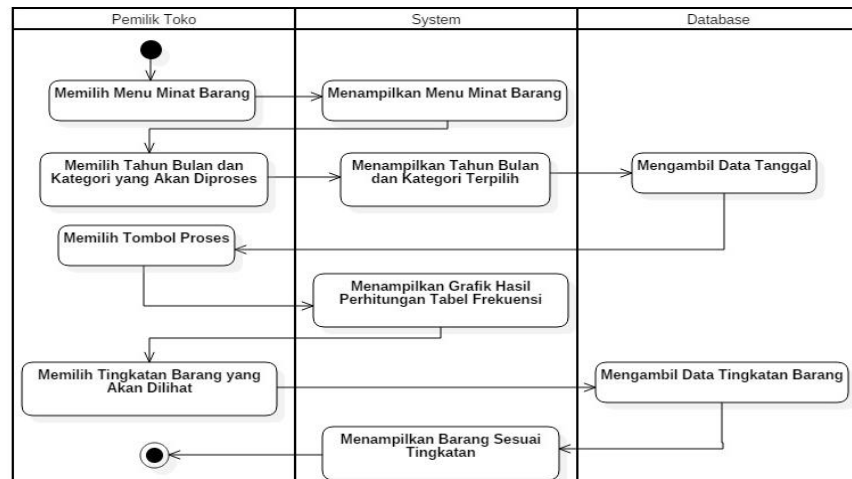 Pemilik Toko
System
Database
Memilih Menu Minat Barang
Menampilkan Menu Minat Barang
Memilih Tahun Bulan dan
Kategori yang Akan Diproses
Menampilkan Tahun Bulan
dan Kategori Terpilih
Mengambil Data Tanggal
Memilih Tombol Proses
Menampilkan Grafik Hasil
Perhitungan Tabel Frekuensi
Memilih Tingkatan Barang yang
Akan Dilihat
Mengambil Data Tingkatan Barang
Menampilkan Barang Sesuai
Tingkatan